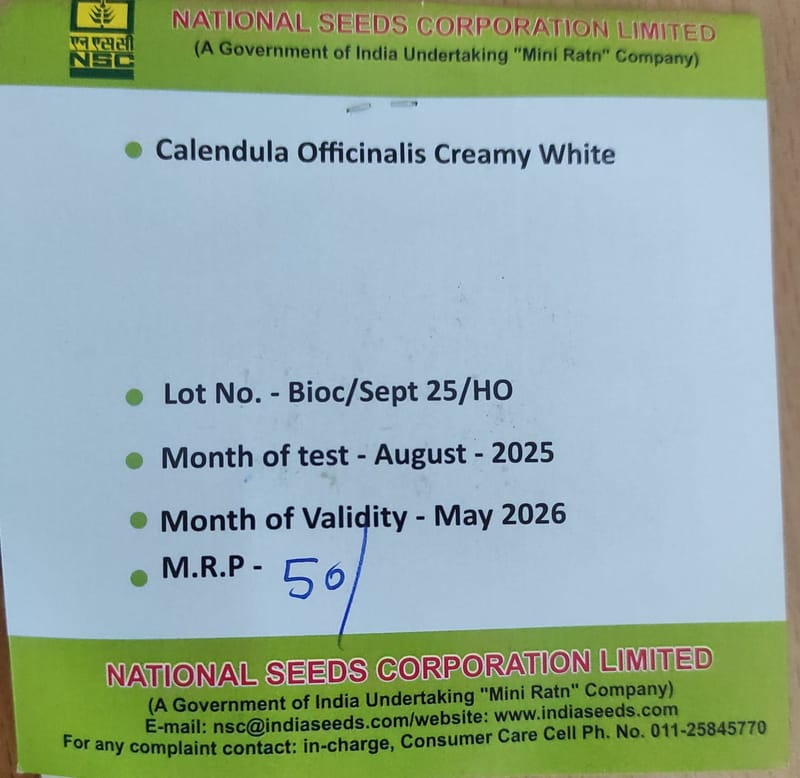 एन एस सी
NSC
NATIONAL SEEDS CORPORATION LIMITED
(A Government of India Undertaking "Mini Ratn" Company)
Calendula Officinalis Creamy White
Lot No. - Bioc/Sept 25/HO
Month of test - August - 2025
Month of Validity - May 2026
M.R.P - 50/
NATIONAL SEEDS CORPORATION LIMITED
(A Government of India Undertaking "Mini Ratn" Company)
E-mail: nsc@indiaseeds.com/website: www.indiaseeds.com
For any complaint contact: in-charge, Consumer Care Cell Ph. No. 011-25845770